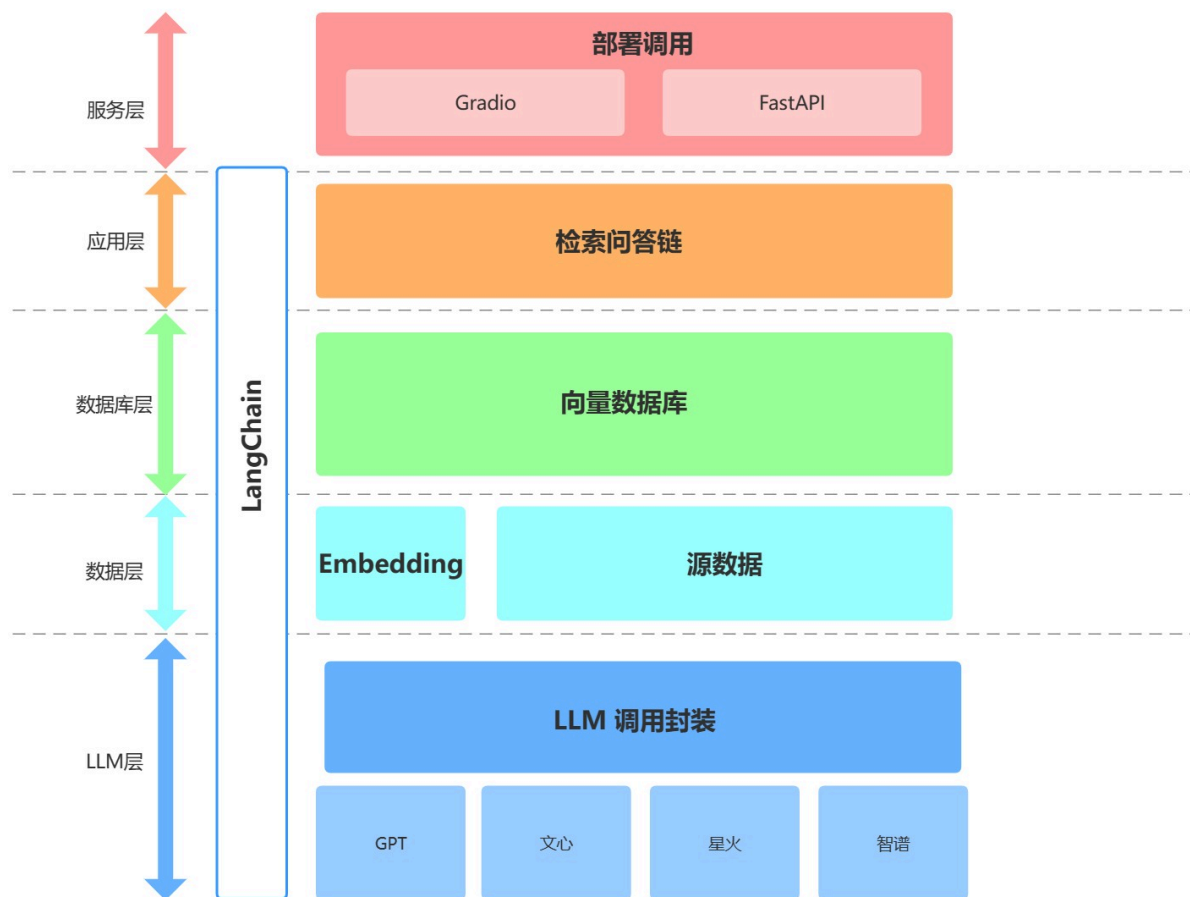 部署调用
Gradio
FastAPI
服务层
应用层
检索问答链
数据库层
向量数据库
LangChain
数据层
Embedding
源数据
LLM层
LLM 调用封装
GPT
文心
星火
智谱